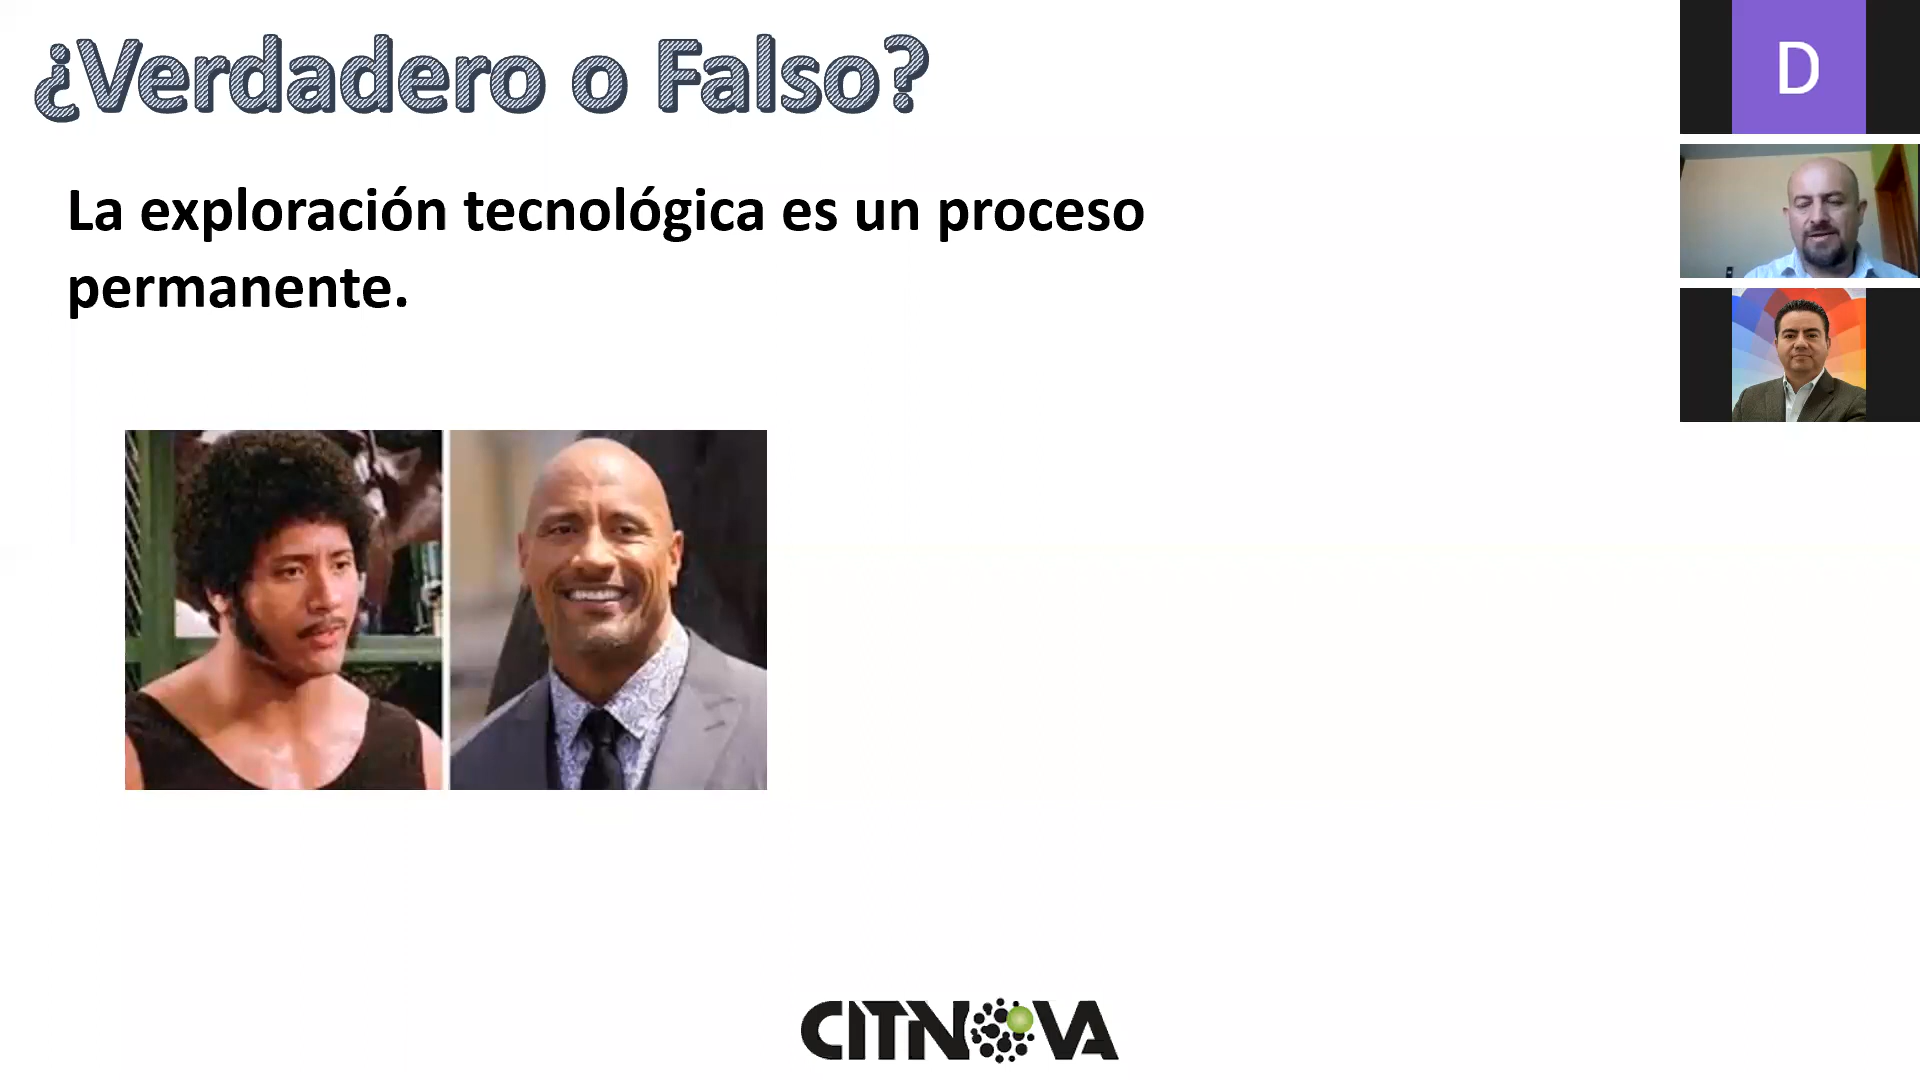 ¿Verdadero o Falso?
D
La exploración tecnológica es un proceso
permanente.
CITNOVA